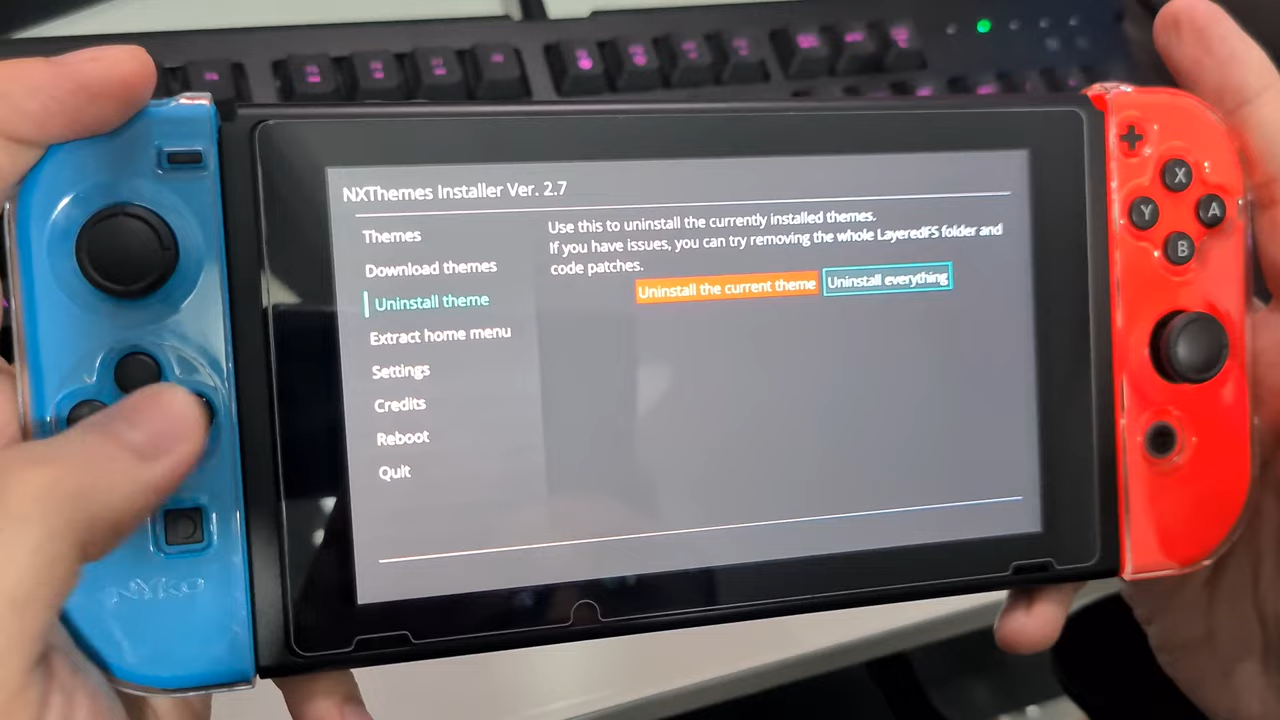 NXThemes Installer Ver. 2.7
Themes
Download themes
Uninstall theme
Extract home menu
Settings
Credits
Reboot
Quit
Use this to uninstall the currently installed themes.
If you have issues, you can try removing the whole LayeredFS folder and
code patches.
Uninstall the current theme Uninstall everything
X
Y
A
B
NYKO